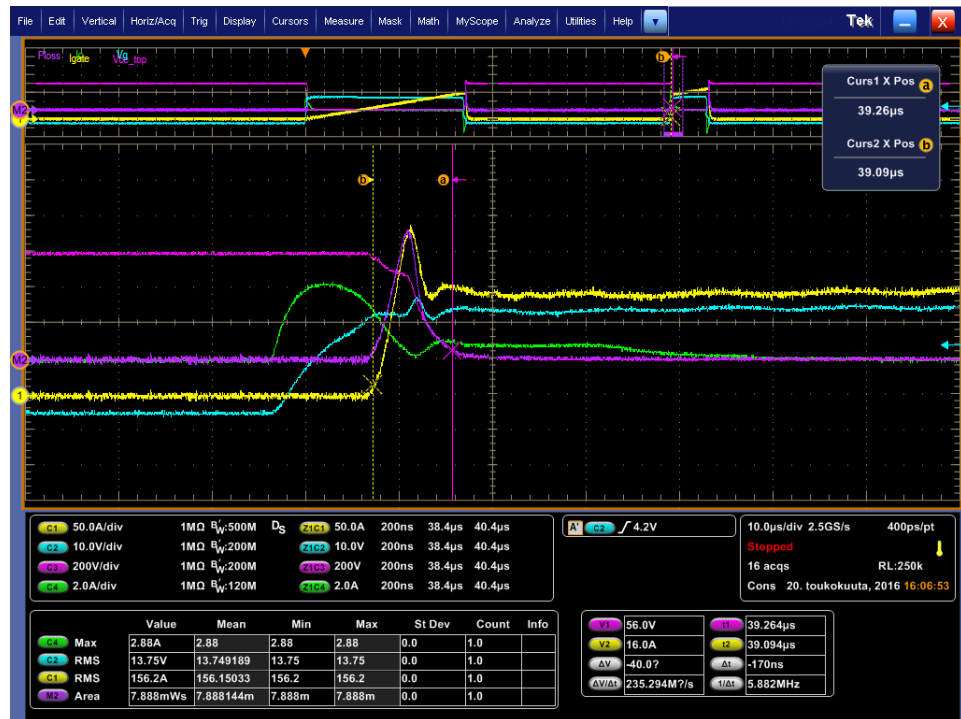 File Edit Vertical Horiz/Acq Trig Display Cursors Measure Mask Math MyScope Analyze Utilities Help Tek X
Ploss Igate Vg Vce_top
b
Curs1 X Pos a
39.26µs
Curs2 X Pos b
39.09µs
M2
b a
M2
1
C1 50.0A/div 1MΩ BW:500M DS Z1C1 50.0A 200ns 38.4µs 40.4µs
C2 10.0V/div 1MΩ BW:200M Z1C2 10.0V 200ns 38.4µs 40.4µs
C3 200V/div 1MΩ BW:200M Z1C3 200V 200ns 38.4µs 40.4µs
C4 2.0A/div 1MΩ BW:120M Z1C4 2.0A 200ns 38.4µs 40.4µs
A' C2 4.2V
10.0µs/div 2.5GS/s 400ps/pt
Stopped
16 acqs RL:250k
Cons 20. toukokuuta, 2016 16:06:53
Value Mean Min Max St Dev Count Info
C4 Max 2.88A 2.88 2.88 2.88 0.0 1.0
C2 RMS 13.75V 13.749189 13.75 13.75 0.0 1.0
C1 RMS 156.2A 156.15033 156.2 156.2 0.0 1.0
M2 Area 7.888mWs 7.888144m 7.888m 7.888m 0.0 1.0
V1 56.0V t1 39.264µs
V2 16.0A t2 39.094µs
ΔV -40.0? Δt -170ns
ΔV/Δt 235.294M?/s 1/Δt 5.882MHz